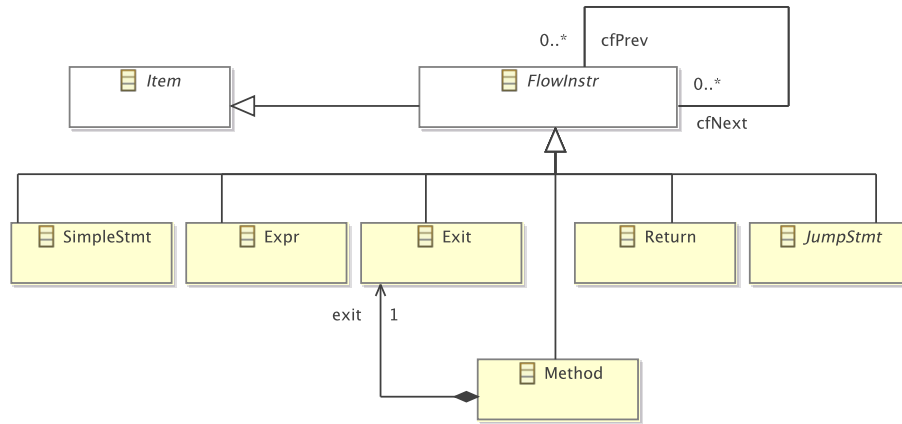 0..* cfPrev
Item
FlowInstr
0..*
cfNext
SimpleStmt
Expr
Exit
Return
JumpStmt
exit 1
Method